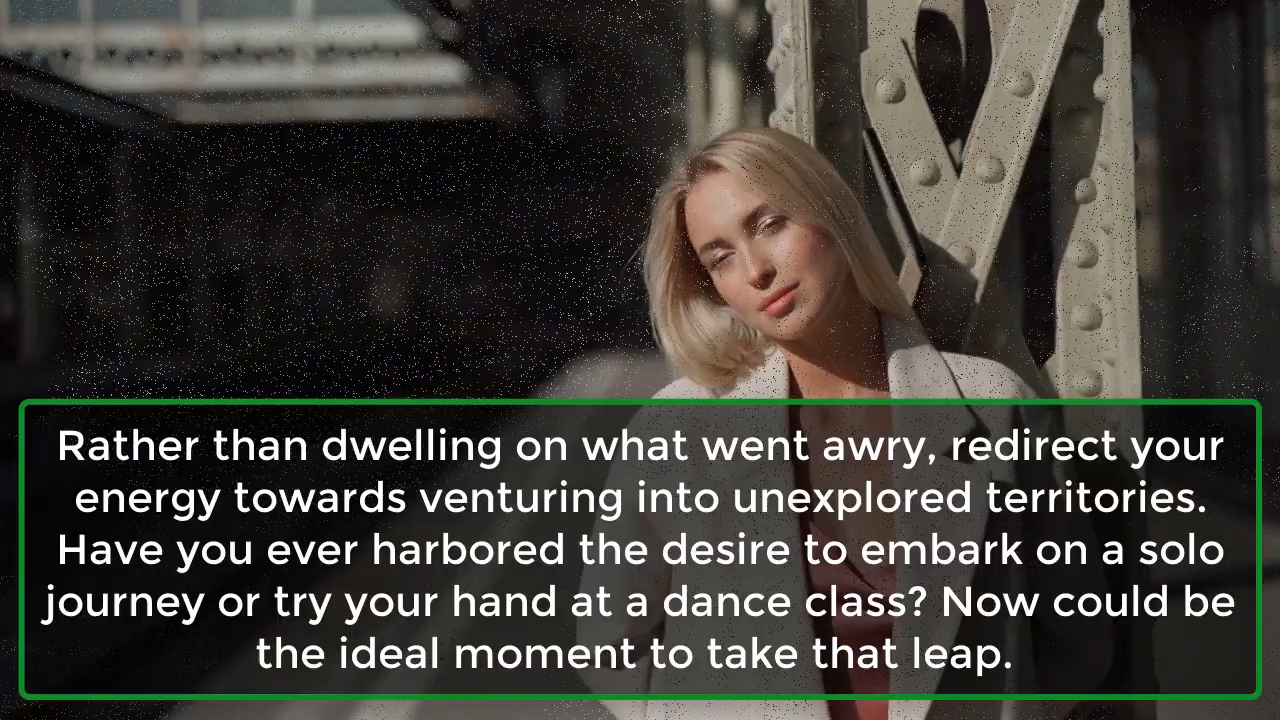 Rather than dwelling on what went awry, redirect your
energy towards venturing into unexplored territories.
Have you ever harbored the desire to embark on a solo
journey or try your hand at a dance class? Now could be
the ideal moment to take that leap.